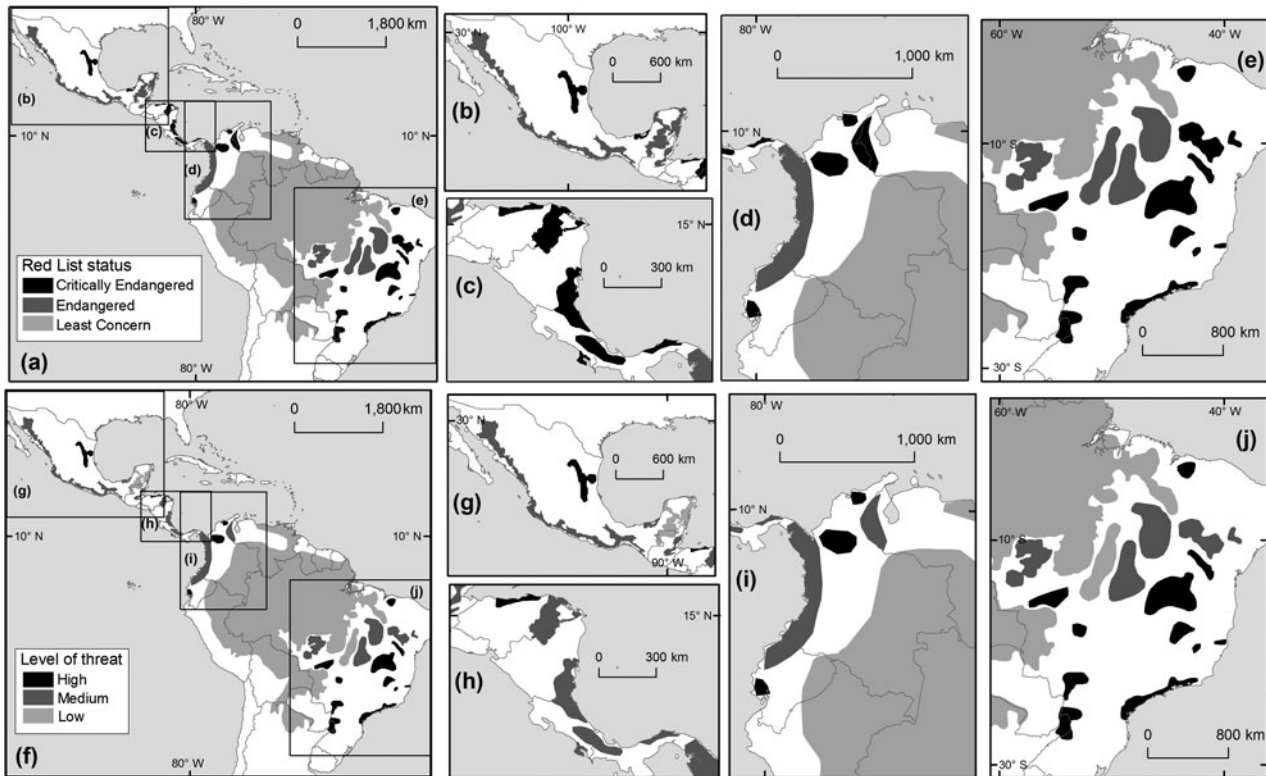 80° W
0 1,800 km
(b)
(c)
10° N
10° N
(d)
(e)
Red List status
Critically Endangered
Endangered
Least Concern
(a)
80° W
30° N
100° W
0 600 km
(b)
15° N
0 300 km
(c)
80° W
0 1,000 km
10° N
(d)
60° W
40° W
(e)
10° S
0 800 km
30° S
80° W
0 1,800 km
(g)
(h)
10° N
10° N
(i)
(j)
Level of threat
High
Medium
Low
(f)
80° W
30° N
0 600 km
(g)
90° W
15° N
0 300 km
(h)
80° W
0 1,000 km
10° N
(i)
60° W
40° W
(j)
10° S
0 800 km
30° S